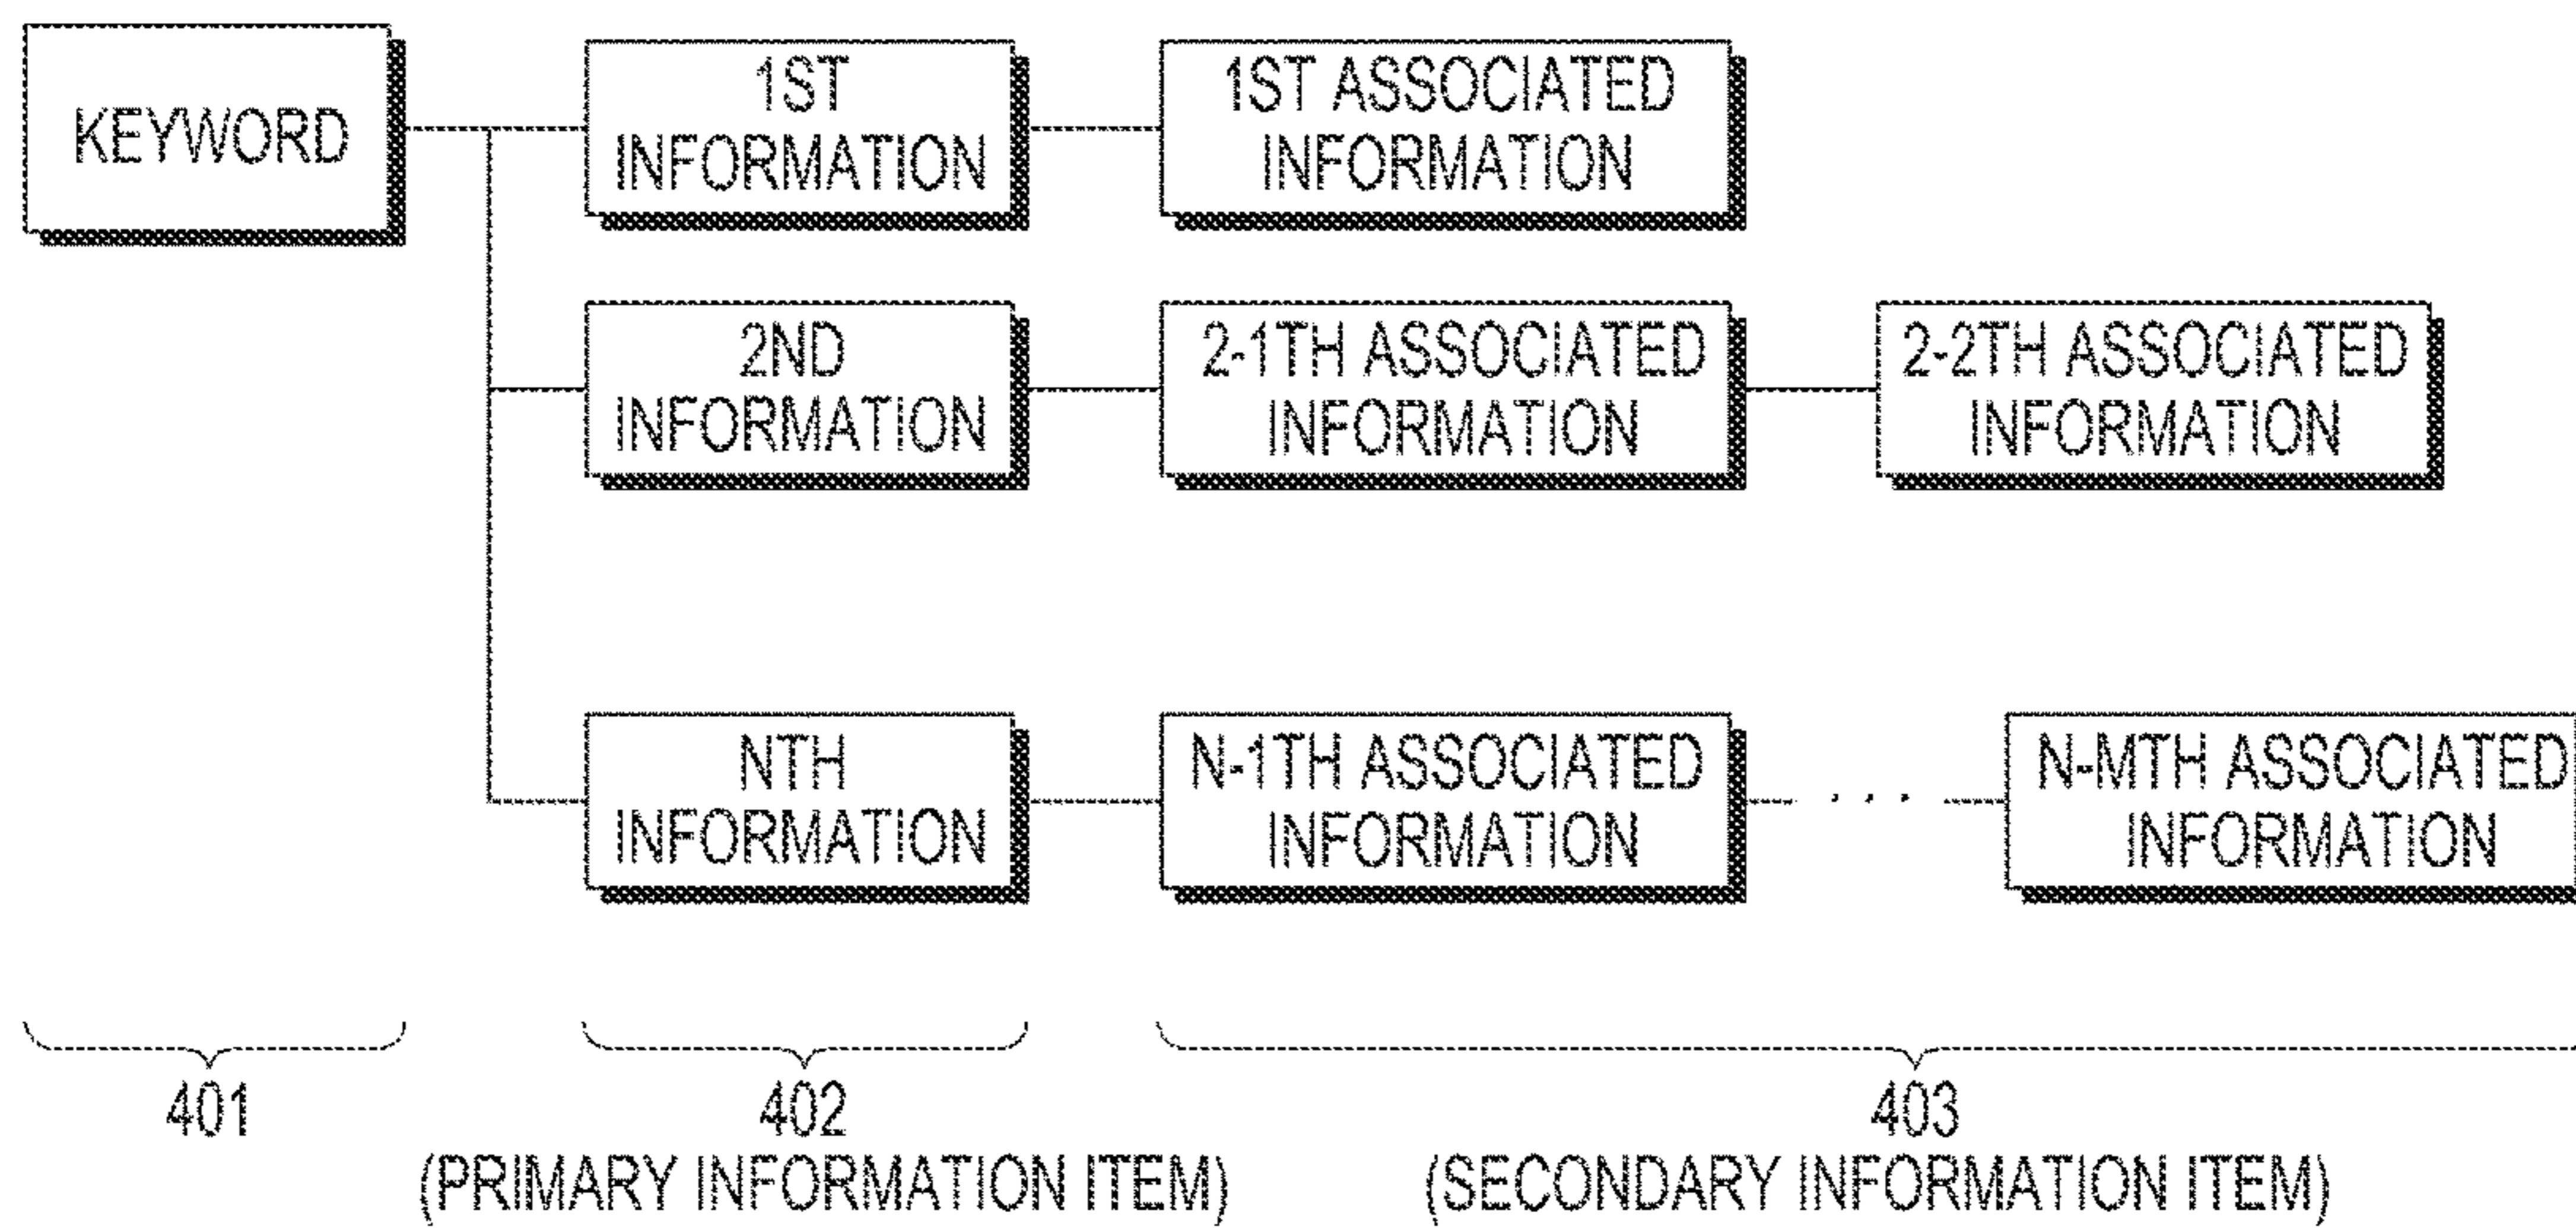 KEYWORD
1ST
INFORMATION
1ST ASSOCIATED
INFORMATION
2ND
INFORMATION
2-1TH ASSOCIATED
INFORMATION
2-2TH ASSOCIATED
INFORMATION
NTH
INFORMATION
N-1TH ASSOCIATED
INFORMATION
. . .
N-MTH ASSOCIATED
INFORMATION
401
402
(PRIMARY INFORMATION ITEM)
403
(SECONDARY INFORMATION ITEM)